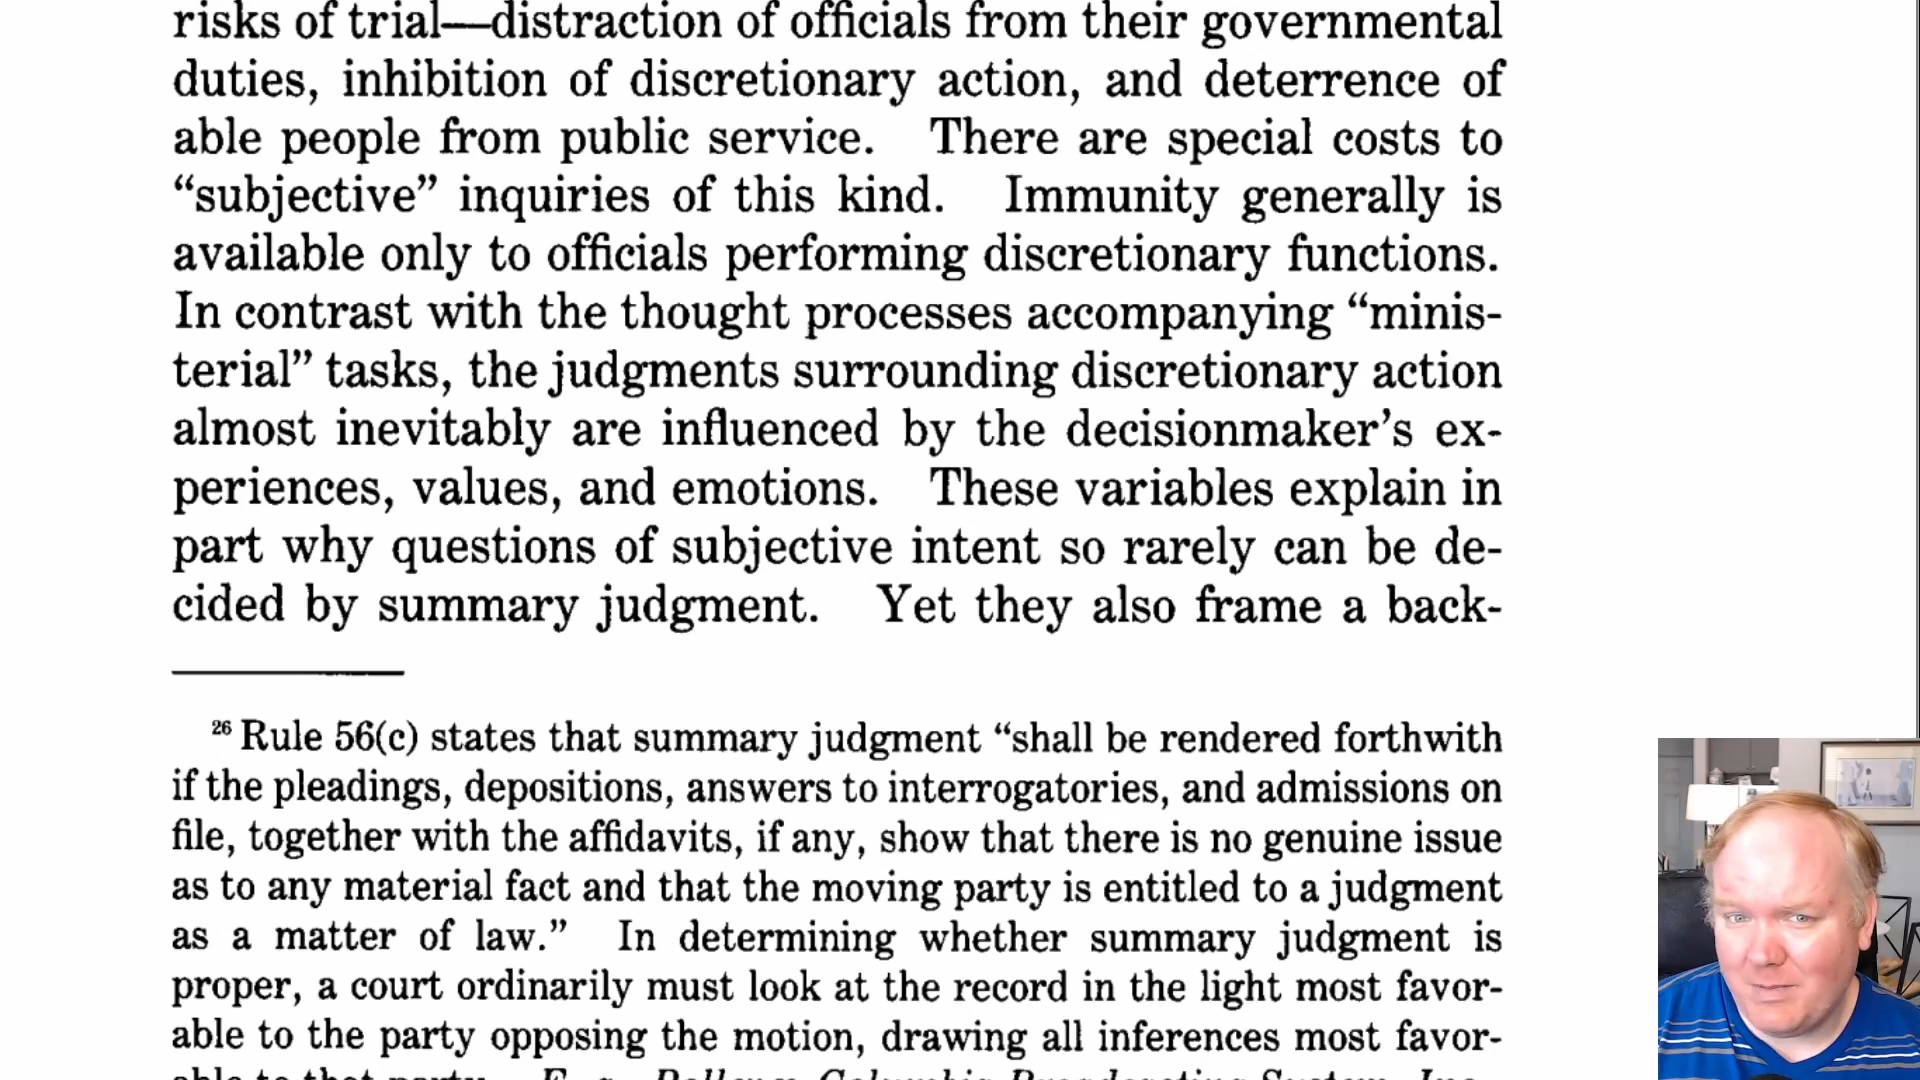 risks of trial—distraction of officials from their governmental
duties, inhibition of discretionary action, and deterrence of
able people from public service. There are special costs to
“subjective” inquiries of this kind. Immunity generally is
available only to officials performing discretionary functions.
In contrast with the thought processes accompanying “minis-
terial” tasks, the judgments surrounding discretionary action
almost inevitably are influenced by the decisionmaker’s ex-
periences, values, and emotions. These variables explain in
part why questions of subjective intent so rarely can be de-
cided by summary judgment. Yet they also frame a back-
26 Rule 56(c) states that summary judgment “shall be rendered forthwith
if the pleadings, depositions, answers to interrogatories, and admissions on
file, together with the affidavits, if any, show that there is no genuine issue
as to any material fact and that the moving party is entitled to a judgment
as a matter of law.” In determining whether summary judgment is
proper, a court ordinarily must look at the record in the light most favor-
able to the party opposing the motion, drawing all inferences most favor-
able to that party. E. g., Columbia Broadcasting System, Inc.